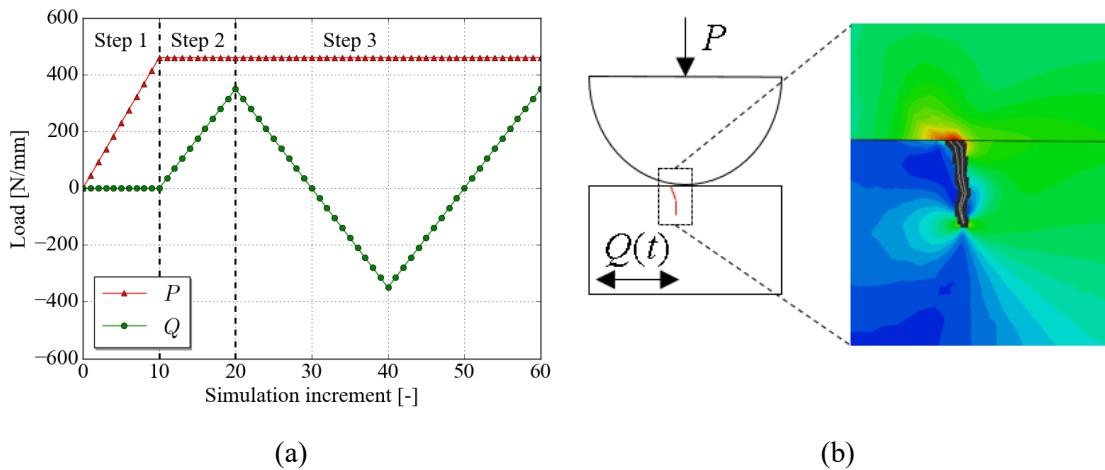 600
400
200
0
−200
−400
−600
Load [N/mm]
Step 1 Step 2 Step 3
P
Q
0 10 20 30 40 50 60
Simulation increment [-]
(a)
P
Q(t)
(b)